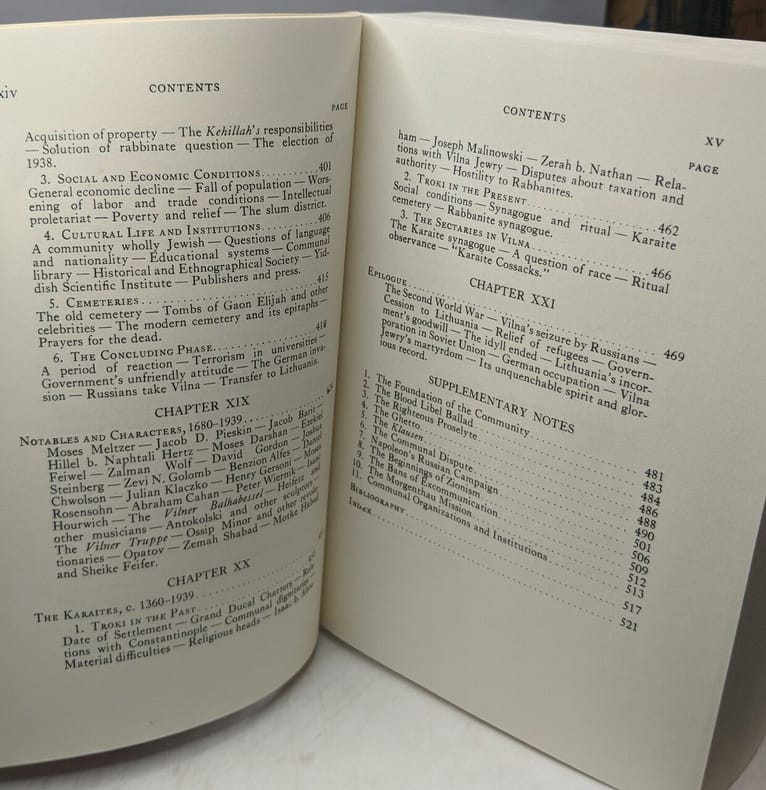 xiv
CONTENTS
PAGE
Acquisition of property — The Kehillah's responsibilities
— Solution of rabbinate question — The election of
1938.
3. SOCIAL AND ECONOMIC CONDITIONS 401
General economic decline — Fall of population — Wors-
ening of labor and trade conditions — Intellectual
proletariat — Poverty and relief — The slum district.
4. CULTURAL LIFE AND INSTITUTIONS 406
A community wholly Jewish — Questions of language
and nationality — Educational systems — Communal
library — Historical and Ethnographical Society — Yid-
dish Scientific Institute — Publishers and press.
5. CEMETERIES 415
The old cemetery — Tombs of Gaon Elijah and other
celebrities — The modern cemetery and its epitaphs —
Prayers for the dead.
6. THE CONCLUDING PHASE 418
A period of reaction — Terrorism in universities —
Government's unfriendly attitude — The German inva-
sion — Russians take Vilna — Transfer to Lithuania.
CHAPTER XIX
NOTABLES AND CHARACTERS, 1680-1939
Moses Meltzer — Jacob D. Pieskin — Jacob Barit —
Hillel b. Naphtali Hertz — Moses Darshan — Ezekiel
Feiwel — Zalman Wolf — David Gordon — Joshua
Steinberg — Zevi N. Golomb — Benzion Alfes — Daniel
Chwolson — Julian Klaczko — Henry Gersoni — Moses
Rosensohn — Abraham Cahan — Peter Wiernik — Isaac
Hourwich — The Vilner Balhabessel — Heifetz and
other musicians — Antokolski and other sculptors —
The Vilner Truppe — Ossip Minor and other revolu-
tionaries — Opatov — Zemah Shabad — Motke Habad
and Sheike Feifer.
CHAPTER XX
THE KARAITES, c. 1360-1939
1. TROKI IN THE PAST
Date of Settlement — Grand Ducal Charters — Rela-
tions with Constantinople — Communal dignitaries —
Material difficulties — Religious heads — Isaac b. Abra-
CONTENTS
XV
PAGE
ham — Joseph Malinowski — Zerah b. Nathan — Rela-
tions with Vilna Jewry — Disputes about taxation and
authority — Hostility to Rabbanites.
2. TROKI IN THE PRESENT 462
Social conditions — Synagogue and ritual — Karaite
cemetery — Rabbanite synagogue.
3. THE SECTARIES IN VILNA 466
The Karaite synagogue — A question of race — Ritual
observance — "Karaite Cossacks."
CHAPTER XXI
EPILOGUE 469
The Second World War — Vilna's seizure by Russians —
Cession to Lithuania — Relief of refugees — Govern-
ment's goodwill — The idyll ended — Lithuania's incor-
poration in Soviet Union — German occupation — Vilna
Jewry's martyrdom — Its unquenchable spirit and glor-
ious record.
SUPPLEMENTARY NOTES
1. The Foundation of the Community 481
2. The Blood Libel Ballad 483
3. The Righteous Proselyte 484
4. The Ghetto 486
5. The Klausen 488
6. The Communal Dispute 490
7. Napoleon's Russian Campaign 501
8. The Beginnings of Zionism 506
9. The Bans of Excommunication 509
10. The Morgenthau Mission 512
11. Communal Organizations and Institutions 513
BIBLIOGRAPHY 517
INDEX 521